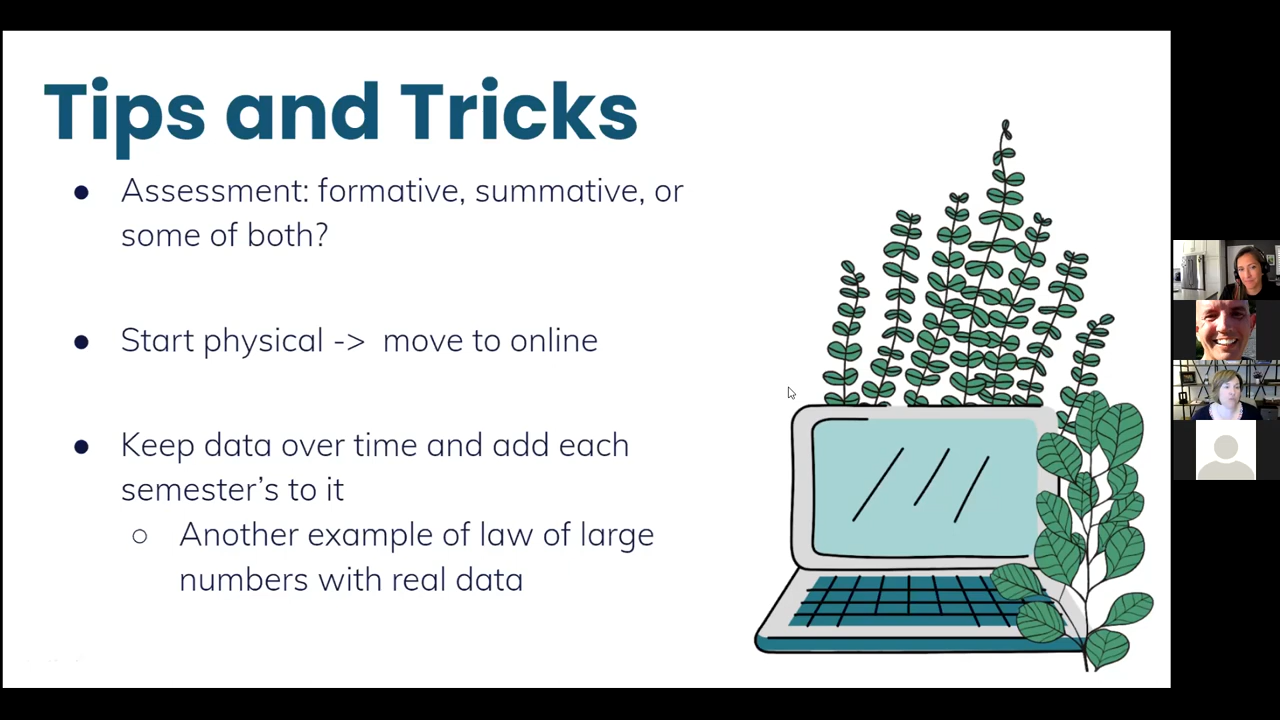 Tips and Tricks
● Assessment: formative, summative, or
some of both?
● Start physical -> move to online
● Keep data over time and add each
semester's to it
○ Another example of law of large
numbers with real data